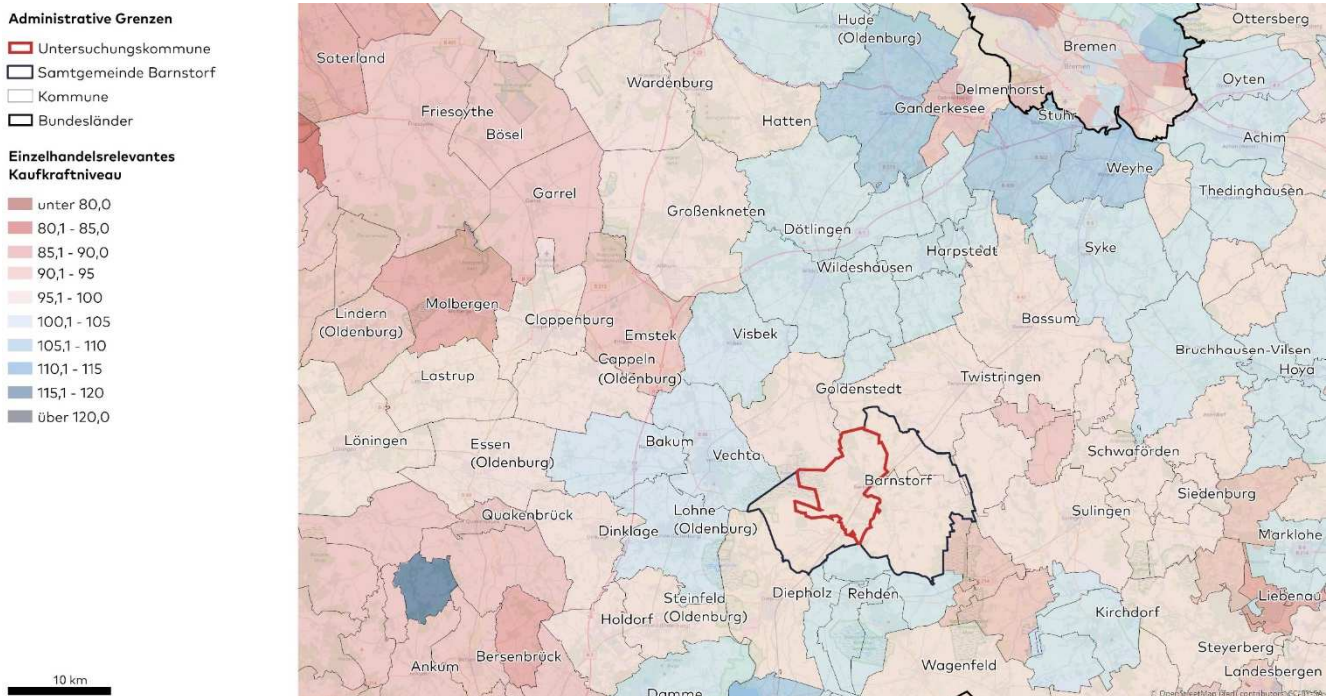 Administrative Grenzen
Untersuchungskommune
Samtgemeinde Barnstorf
Kommune
Bundesländer
Einzelhandelsrelevantes
Kaufkraftniveau
unter 80,0
80,1 - 85,0
85,1 - 90,0
90,1 - 95
95,1 - 100
100,1 - 105
105,1 - 110
110,1 - 115
115,1 - 120
über 120,0
10 km
Hude
(Oldenburg)
Ottersberg
Bremen
Bremen
Saterland
Wardenburg
Oyten
Delmenhorst
Ganderkesee
Friesoythe
Stuhr
Hatten
Bösel
Achim
Weyhe
Garrel
Thedinghausen
Großenkneten
Dötlingen
Harpstedt
Syke
Wildeshausen
Molbergen
Lindern
(Oldenburg)
Cloppenburg
Emstek
Visbek
Bassum
Cappeln
(Oldenburg)
Bruchhausen-Vilsen
Hoya
Lastrup
Twistringen
Goldenstedt
Löningen
Essen
(Oldenburg)
Bakum
Vechta
Schwaförden
Barnstorf
Siedenburg
Quakenbrück
Lohne
(Oldenburg)
Dinklage
Sulingen
Marklohe
Diepholz
Rehden
Liebenau
Steinfeld
(Oldenburg)
Holdorf
Kirchdorf
Steyerberg
Bersenbrück
Ankum
Wagenfeld
Landesbergen
Damme